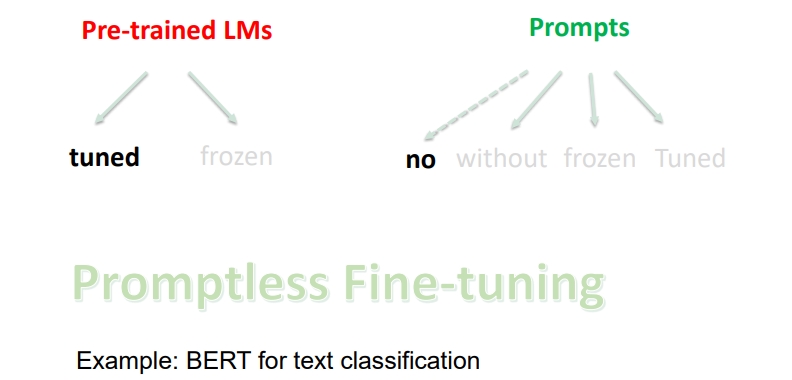 Pre-trained LMs Prompts
tuned frozen no without frozen Tuned
Promptless Fine-tuning
Example: BERT for text classification